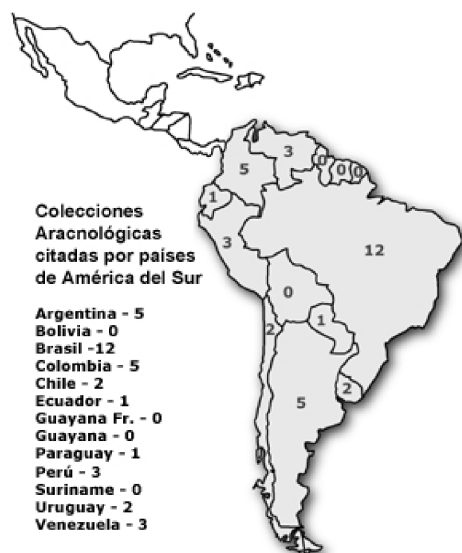 3
5
0
0
0
1
3
12
0
1
2
2
5
Colecciones
Aracnológicas
citadas por países
de América del Sur
Argentina - 5
Bolivia - 0
Brasil -12
Colombia - 5
Chile - 2
Ecuador - 1
Guayana Fr. - 0
Guayana - 0
Paraguay - 1
Perú - 3
Suriname - 0
Uruguay - 2
Venezuela - 3